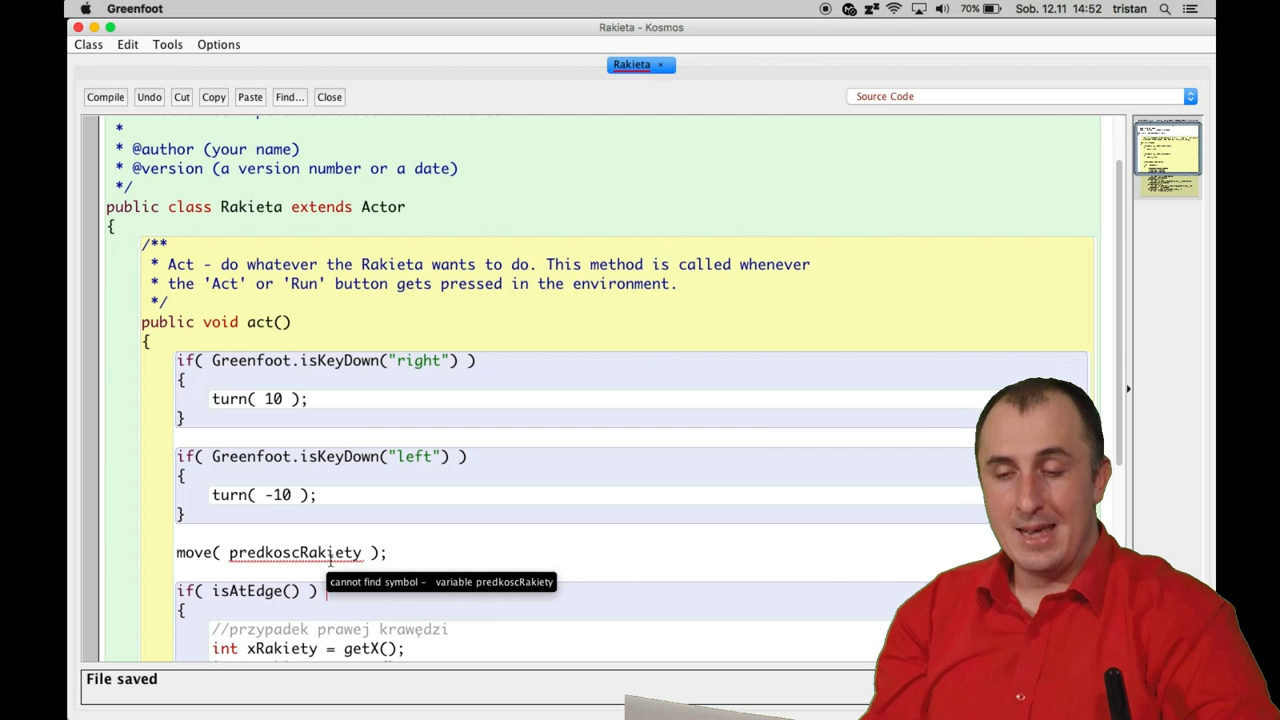 Greenfoot
70% Sob. 12.11 14:52 tristan
Rakieta - Kosmos
Class Edit Tools Options
Rakieta ×
Compile Undo Cut Copy Paste Find... Close Source Code
*
* @author (your name)
* @version (a version number or a date)
*/
public class Rakieta extends Actor
{
/**
* Act - do whatever the Rakieta wants to do. This method is called whenever
* the 'Act' or 'Run' button gets pressed in the environment.
*/
public void act()
{
if( Greenfoot.isKeyDown("right") )
{
turn( 10 );
}
if( Greenfoot.isKeyDown("left") )
{
turn( -10 );
}
move( predkoscRakiety );
cannot find symbol - variable predkoscRakiety
if( isAtEdge() )
{
//przypadek prawej krawędzi
int xRakiety = getX();
File saved